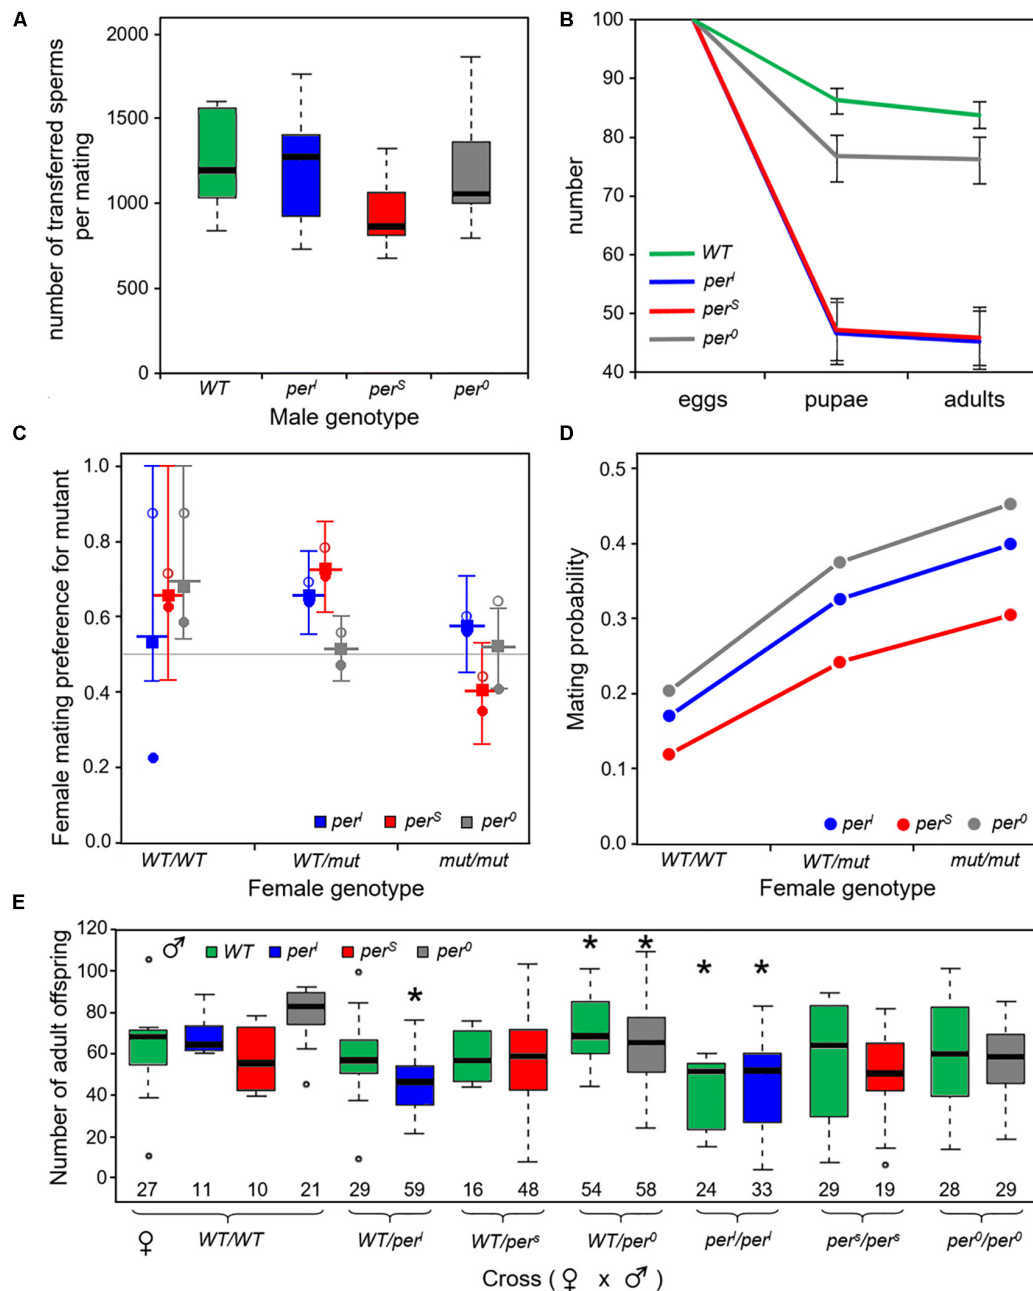 A
2000
1500
1000
500
0
number of transferred sperms
per mating
WT
per^l
per^S
per^0
Male genotype
B
100
90
80
70
60
50
40
number
WT
per^l
per^S
per^0
eggs
pupae
adults
C
1.0
0.8
0.6
0.4
0.2
0.0
Female mating preference for mutant
per^l
per^S
per^0
WT/WT
WT/mut
mut/mut
Female genotype
D
0.5
0.4
0.3
0.2
0.1
0.0
Mating probability
per^l
per^S
per^0
WT/WT
WT/mut
mut/mut
Female genotype
E
120
100
80
60
40
20
0
Number of adult offspring
♂ WT per^l per^S per^0
* * * * *
27 11 10 21 29 59 16 48 54 58 24 33 29 19 28 29
♀ WT/WT WT/per^l WT/per^s WT/per^0 per^l/per^l per^s/per^s per^0/per^0
Cross ( ♀ x ♂ )